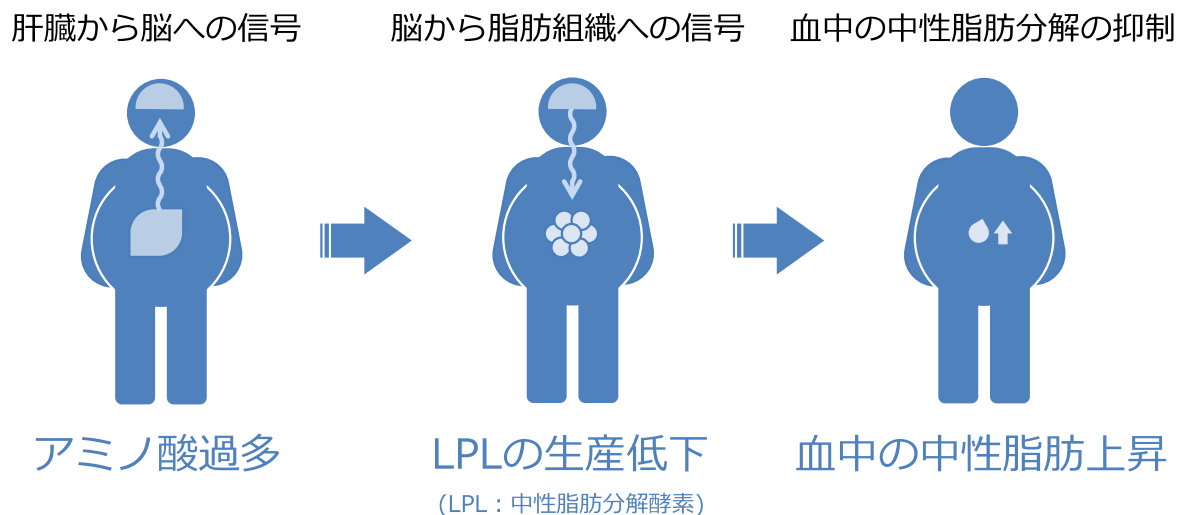 肝臓から脳への信号
脳から脂肪組織への信号
血中の中性脂肪分解の抑制
アミノ酸過多
LPLの生産低下
血中の中性脂肪上昇
(LPL：中性脂肪分解酵素)